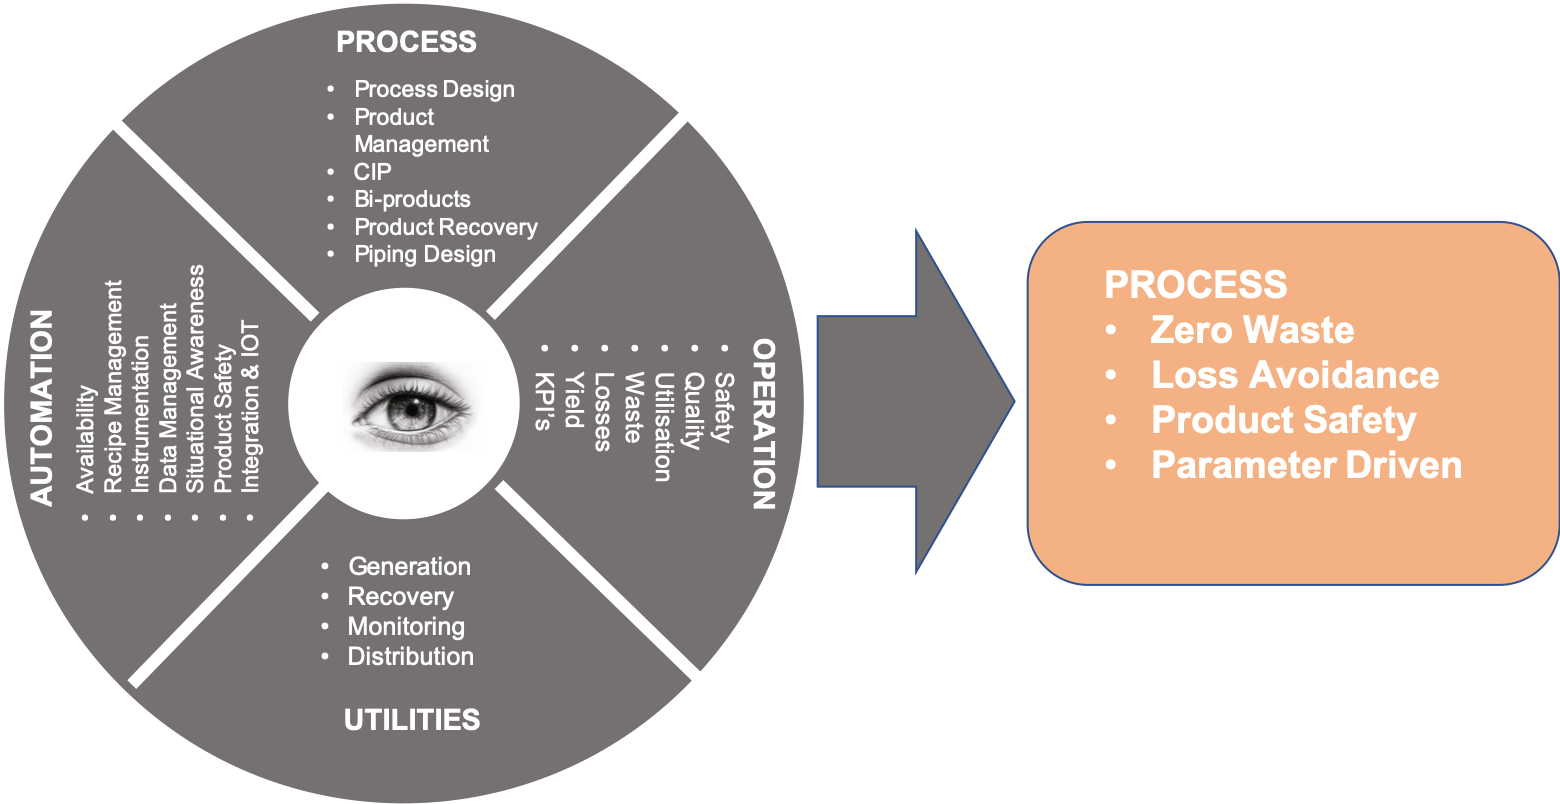 PROCESS
• Process Design
• Product
Management
• CIP
• Bi-products
• Product Recovery
• Piping Design
AUTOMATION
• Availability
• Recipe Management
• Instrumentation
• Data Management
• Situational Awareness
• Product Safety
• Integration & IOT
OPERATION
• Safety
• Quality
• Utilisation
• Waste
• Losses
• Yield
• KPI's
• Generation
• Recovery
• Monitoring
• Distribution
UTILITIES
PROCESS
• Zero Waste
• Loss Avoidance
• Product Safety
• Parameter Driven